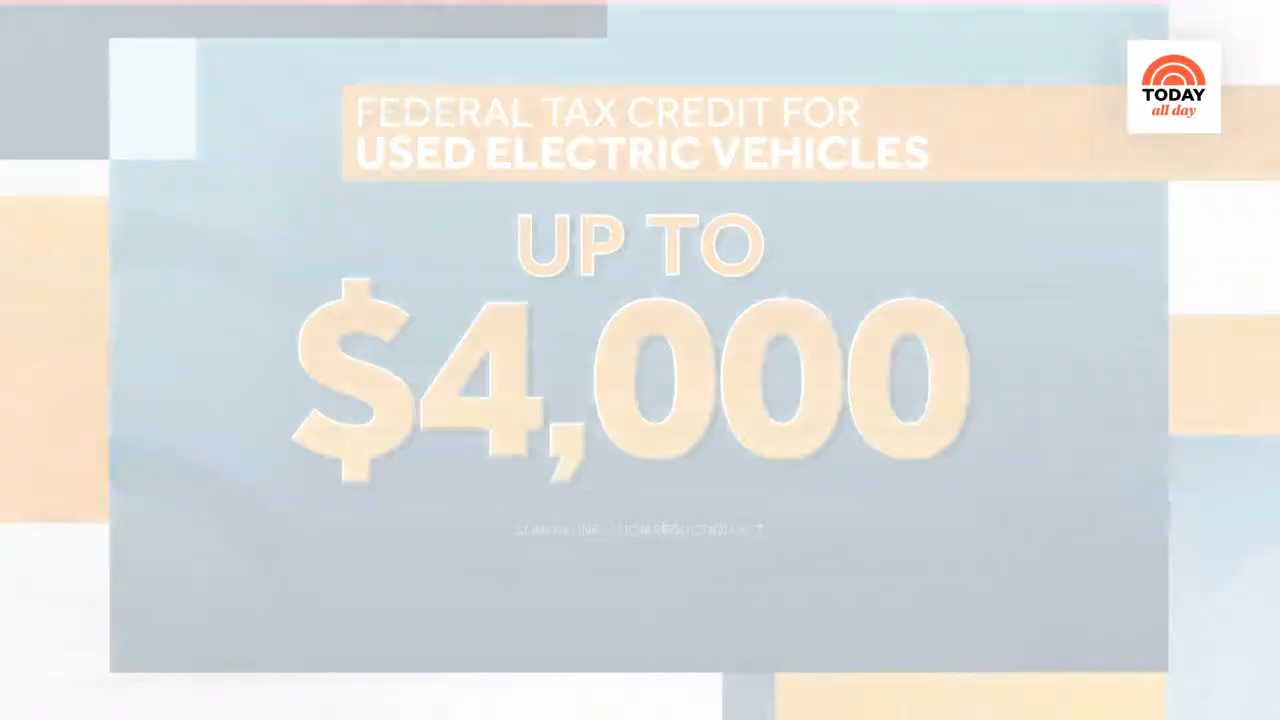 FEDERAL TAX CREDIT FOR
USED ELECTRIC VEHICLES
UP TO
$4,000
TODAY
all day